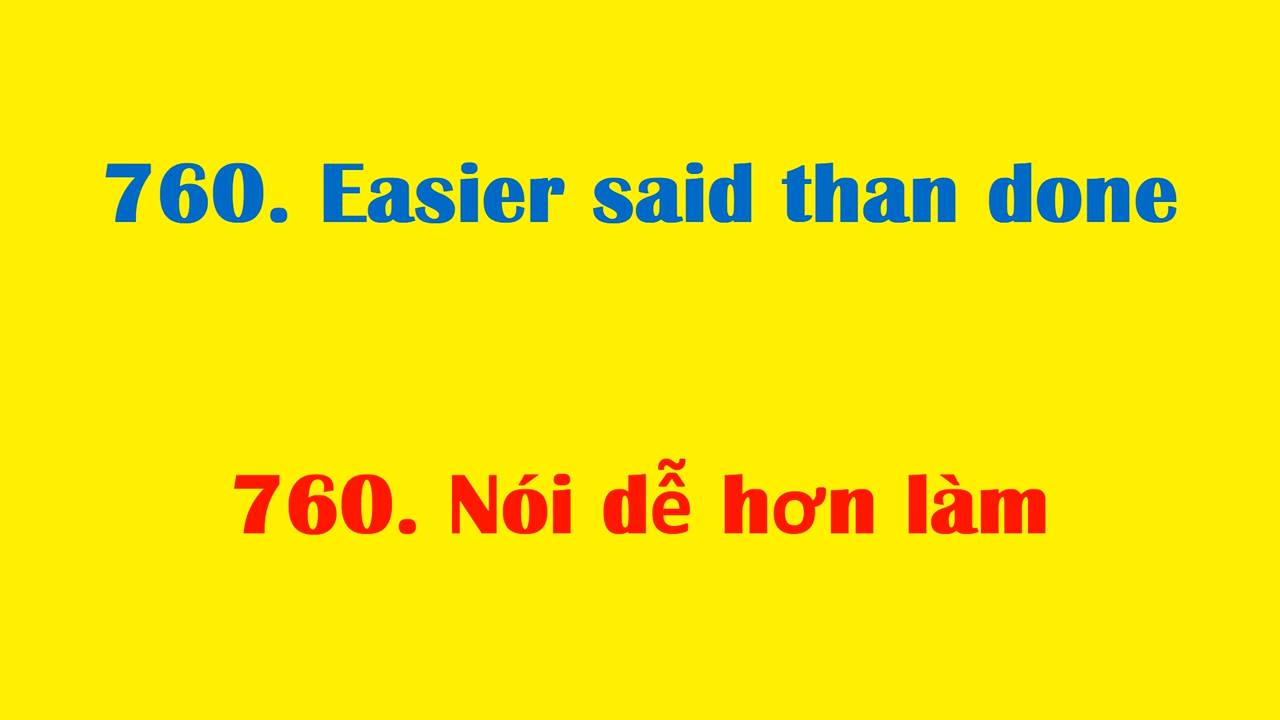 760. Easier said than done
760. Nói dễ hơn làm